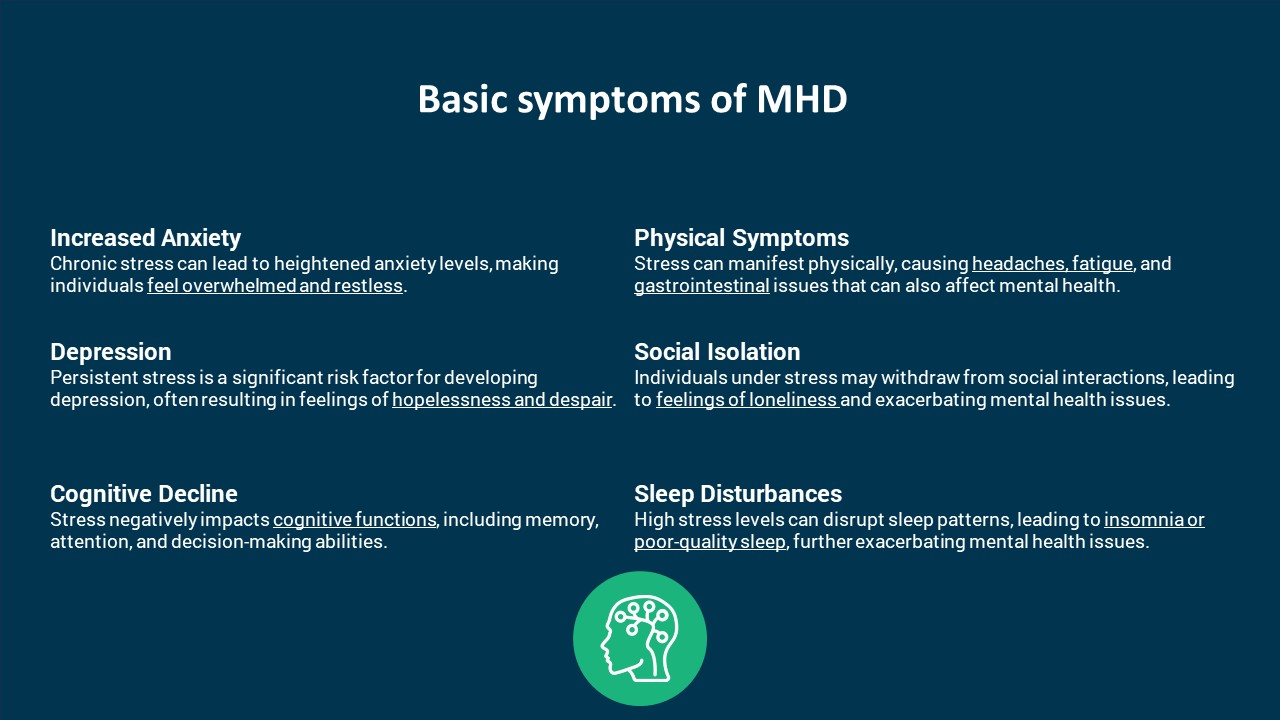 Basic symptoms of MHD
Increased Anxiety
Chronic stress can lead to heightened anxiety levels, making
individuals feel overwhelmed and restless.
Depression
Persistent stress is a significant risk factor for developing
depression, often resulting in feelings of hopelessness and despair.
Cognitive Decline
Stress negatively impacts cognitive functions, including memory,
attention, and decision-making abilities.
Physical Symptoms
Stress can manifest physically, causing headaches, fatigue, and
gastrointestinal issues that can also affect mental health.
Social Isolation
Individuals under stress may withdraw from social interactions, leading
to feelings of loneliness and exacerbating mental health issues.
Sleep Disturbances
High stress levels can disrupt sleep patterns, leading to insomnia or
poor-quality sleep, further exacerbating mental health issues.